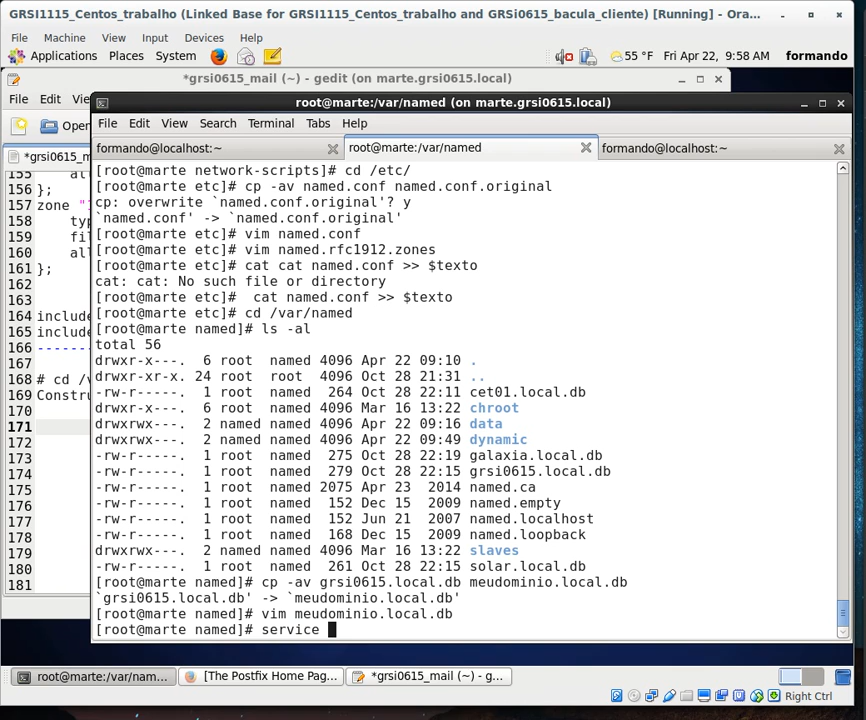 GRSI1115_Centos_trabalho (Linked Base for GRSI1115_Centos_trabalho and GRSi0615_bacula_cliente) [Running] - Ora...
File Machine View Input Devices Help
Applications Places System 55 °F Fri Apr 22, 9:58 AM formando
*grsi0615_mail (~) - gedit (on marte.grsi0615.local)
root@marte:/var/named (on marte.grsi0615.local)
File Edit
File Edit View Search Terminal Tabs Help
formando@localhost:~ root@marte:/var/named formando@localhost:~
*grsi0615_m
155
156 };
157 zone
158
159
160
161 };
162
163
164 include
165 include
166 -----
167
168 # cd /v
169 Constru
170
171
172
173
174
175
176
177
178
179
180
181
[root@marte network-scripts]# cd /etc/
[root@marte etc]# cp -av named.conf named.conf.original
cp: overwrite `named.conf.original'? y
`named.conf' -> `named.conf.original'
[root@marte etc]# vim named.conf
[root@marte etc]# vim named.rfc1912.zones
[root@marte etc]# cat cat named.conf >> $texto
cat: cat: No such file or directory
[root@marte etc]#  cat named.conf >> $texto
[root@marte etc]# cd /var/named
[root@marte named]# ls -al
total 56
drwxr-x---.  6 root  named 4096 Apr 22 09:10 .
drwxr-xr-x. 24 root  root  4096 Oct 28 21:31 ..
-rw-r-----.  1 root  named  264 Oct 28 22:11 cet01.local.db
drwxr-x---.  6 root  named 4096 Mar 16 13:22 chroot
drwxrwx---.  2 named named 4096 Apr 22 09:16 data
drwxrwx---.  2 named named 4096 Apr 22 09:49 dynamic
-rw-r-----.  1 root  named  275 Oct 28 22:19 galaxia.local.db
-rw-r-----.  1 root  named  279 Oct 28 22:15 grsi0615.local.db
-rw-r-----.  1 root  named 2075 Apr 23  2014 named.ca
-rw-r-----.  1 root  named  152 Dec 15  2009 named.empty
-rw-r-----.  1 root  named  152 Jun 21  2007 named.localhost
-rw-r-----.  1 root  named  168 Dec 15  2009 named.loopback
drwxrwx---.  2 named named 4096 Mar 16 13:22 slaves
-rw-r-----.  1 root  named  261 Oct 28 22:15 solar.local.db
[root@marte named]# cp -av grsi0615.local.db meudominio.local.db
`grsi0615.local.db' -> `meudominio.local.db'
[root@marte named]# vim meudominio.local.db
[root@marte named]# service
root@marte:/var/nam... [The Postfix Home Pag... *grsi0615_mail (~) - g...
Right Ctrl